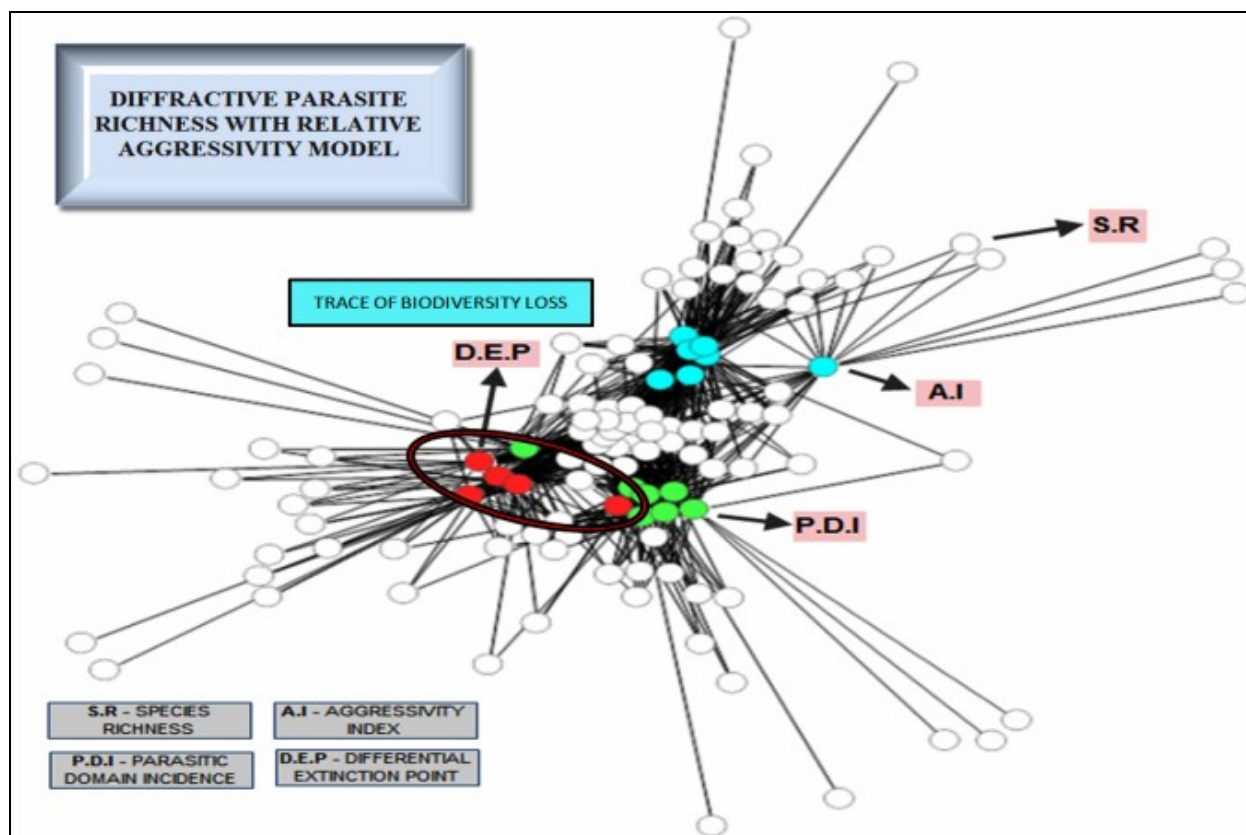 DIFFRACTIVE PARASITE
RICHNESS WITH RELATIVE
AGGRESSIVITY MODEL
S.R
TRACE OF BIODIVERSITY LOSS
D.E.P
A.I
P.D.I
S.R - SPECIES
RICHNESS
A.I - AGGRESSIVITY
INDEX
P.D.I - PARASITIC
DOMAIN INCIDENCE
D.E.P - DIFFERENTIAL
EXTINCTION POINT